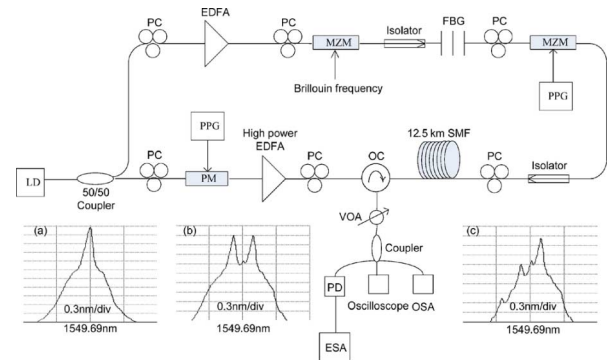 EDFA
PC
PC
MZM
Isolator
FBG
PC
MZM
Brillouin frequency
PPG
PPG
High power
EDFA
12.5 km SMF
PC
PC
OC
PC
Isolator
LD
50/50
Coupler
PM
VOA
Coupler
(a)
0.3nm/div
1549.69nm
(b)
0.3nm/div
1549.69nm
PD
Oscilloscope OSA
ESA
(c)
0.3nm/div
1549.69nm